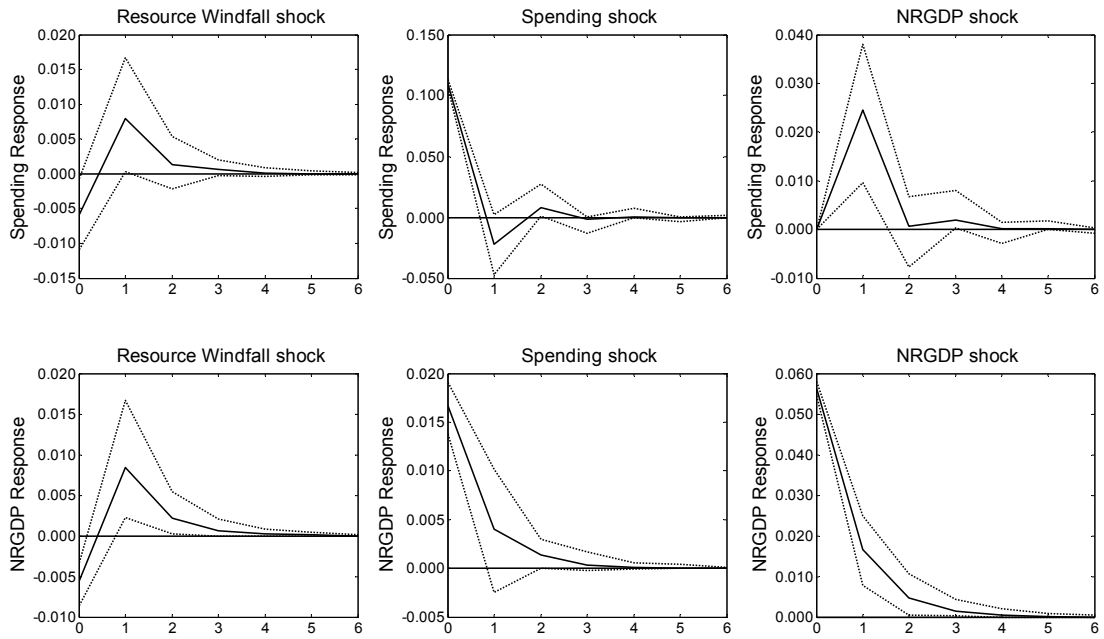 Resource Windfall shock
Spending Response
0.020
0.015
0.010
0.005
0.000
-0.005
-0.010
-0.015
0 1 2 3 4 5 6
Spending shock
Spending Response
0.150
0.100
0.050
0.000
-0.050
0 1 2 3 4 5 6
NRGDP shock
Spending Response
0.040
0.030
0.020
0.010
0.000
-0.010
0 1 2 3 4 5 6
Resource Windfall shock
NRGDP Response
0.020
0.015
0.010
0.005
0.000
-0.005
-0.010
0 1 2 3 4 5 6
Spending shock
NRGDP Response
0.020
0.015
0.010
0.005
0.000
-0.005
0 1 2 3 4 5 6
NRGDP shock
NRGDP Response
0.060
0.050
0.040
0.030
0.020
0.010
0.000
0 1 2 3 4 5 6